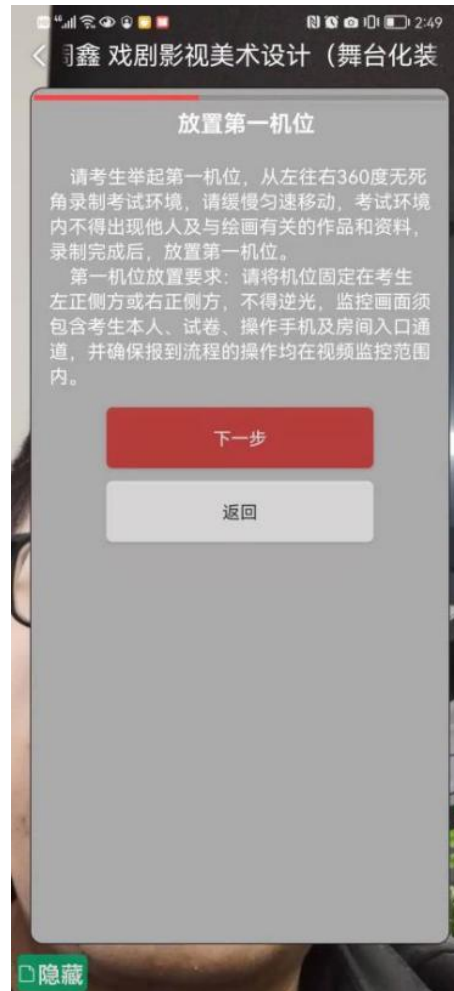 2:49
鑫 戏剧影视美术设计（舞台化装
放置第一机位
请考生举起第一机位，从左往右360度无死
角录制考试环境，请缓慢匀速移动，考试环境
内不得出现他人及与绘画有关的作品和资料，
录制完成后，放置第一机位。
第一机位放置要求：请将机位固定在考生
左正侧方或右正侧方，不得逆光，监控画面须
包含考生本人、试卷、操作手机及房间入口通
道，并确保报到流程的操作均在视频监控范围
内。
下一步
返回
隐藏